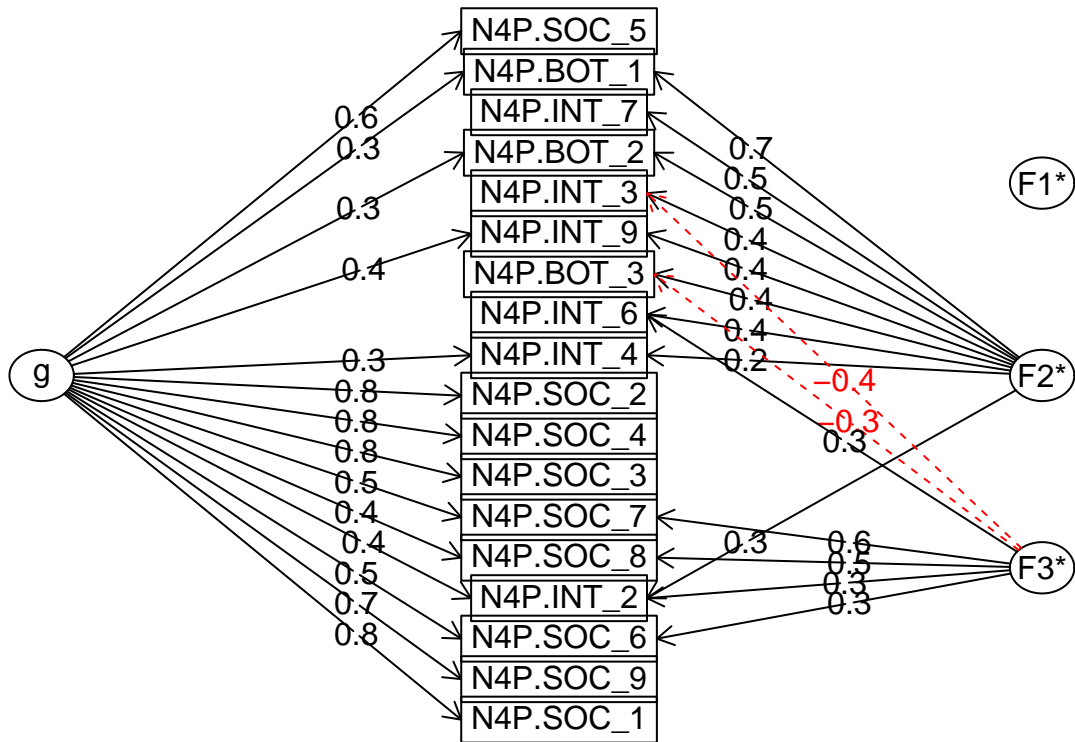 N4P.SOC_5
N4P.BOT_1
N4P.INT_7
N4P.BOT_2
N4P.INT_3
N4P.INT_9
N4P.BOT_3
N4P.INT_6
N4P.INT_4
N4P.SOC_2
N4P.SOC_4
N4P.SOC_3
N4P.SOC_7
N4P.SOC_8
N4P.INT_2
N4P.SOC_6
N4P.SOC_9
N4P.SOC_1
g
0.6
0.3
0.3
0.4
0.3
0.8
0.8
0.8
0.5
0.4
0.4
0.5
0.7
0.8
F1*
F2*
F3*
0.7
0.5
0.5
0.4
0.4
0.4
0.4
0.2
−0.4
−0.3
0.3
0.3
0.6
0.5
0.3
0.3